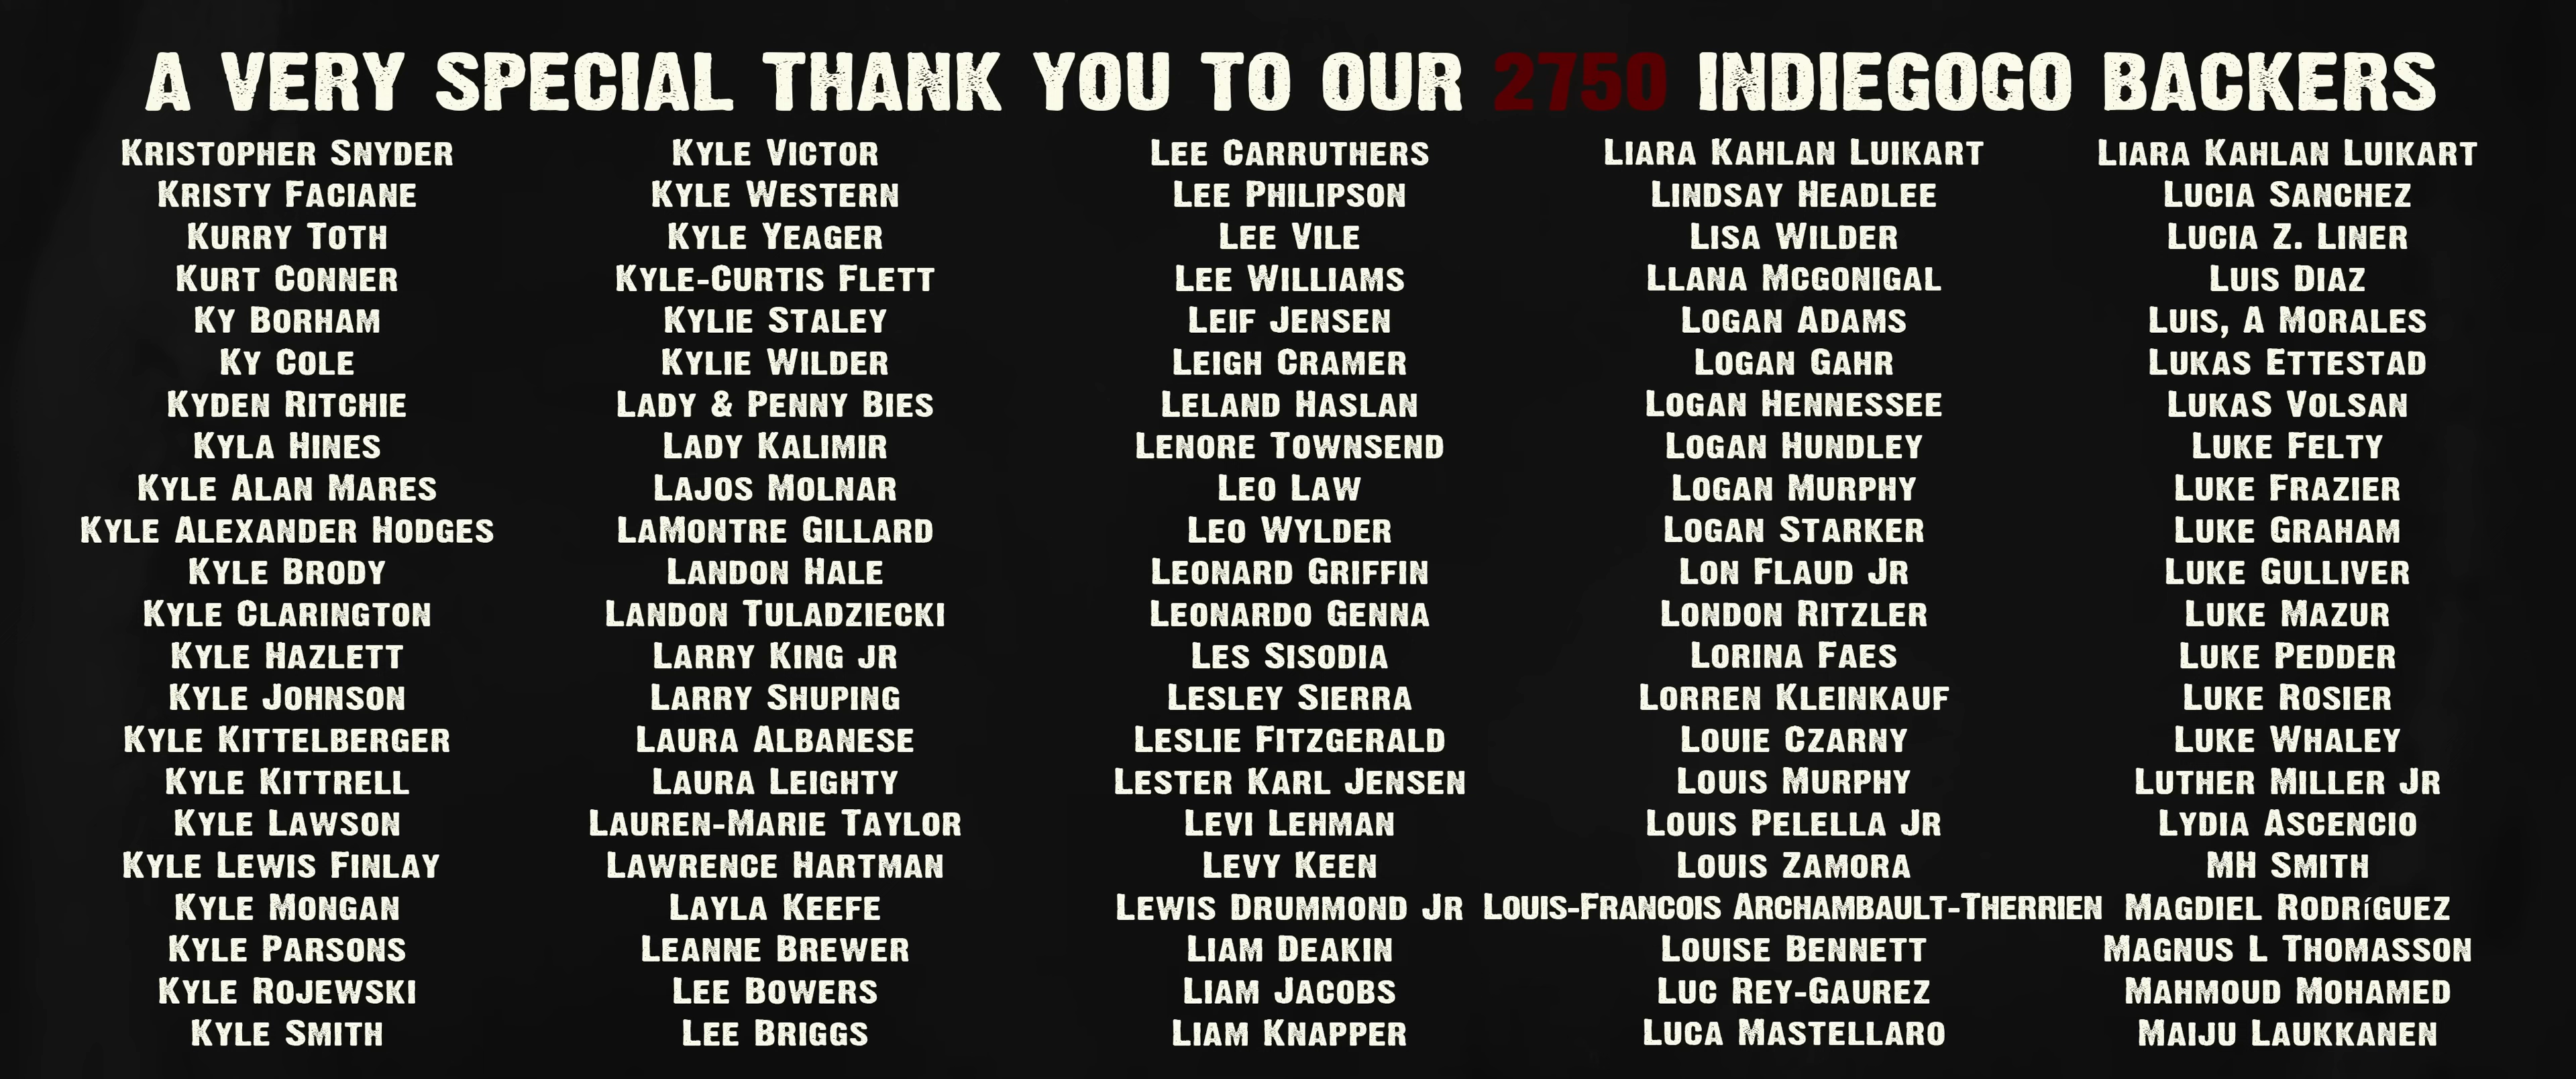 A VERY SPECIAL THANK YOU TO OUR 2750 INDIEGOGO BACKERS
KRISTOPHER SNYDER
KRISTY FACIANE
KURRY TOTH
KURT CONNER
KY BORHAM
KY COLE
KYDEN RITCHIE
KYLA HINES
KYLE ALAN MARES
KYLE ALEXANDER HODGES
KYLE BRODY
KYLE CLARINGTON
KYLE HAZLETT
KYLE JOHNSON
KYLE KITTELBERGER
KYLE KITTRELL
KYLE LAWSON
KYLE LEWIS FINLAY
KYLE MONGAN
KYLE PARSONS
KYLE ROJEWSKI
KYLE SMITH
KYLE VICTOR
KYLE WESTERN
KYLE YEAGER
KYLE-CURTIS FLETT
KYLIE STALEY
KYLIE WILDER
LADY & PENNY BIES
LADY KALIMIR
LAJOS MOLNAR
LAMONTRE GILLARD
LANDON HALE
LANDON TULADZIECKI
LARRY KING JR
LARRY SHUPING
LAURA ALBANESE
LAURA LEIGHTY
LAUREN-MARIE TAYLOR
LAWRENCE HARTMAN
LAYLA KEEFE
LEANNE BREWER
LEE BOWERS
LEE BRIGGS
LEE CARRUTHERS
LEE PHILIPSON
LEE VILE
LEE WILLIAMS
LEIF JENSEN
LEIGH CRAMER
LELAND HASLAN
LENORE TOWNSEND
LEO LAW
LEO WYLDER
LEONARD GRIFFIN
LEONARDO GENNA
LES SISODIA
LESLEY SIERRA
LESLIE FITZGERALD
LESTER KARL JENSEN
LEVI LEHMAN
LEVY KEEN
LEWIS DRUMMOND JR
LIAM DEAKIN
LIAM JACOBS
LIAM KNAPPER
LIARA KAHLAN LUIKART
LINDSAY HEADLEE
LISA WILDER
LLANA MCGONIGAL
LOGAN ADAMS
LOGAN GAHR
LOGAN HENNESSEE
LOGAN HUNDLEY
LOGAN MURPHY
LOGAN STARKER
LON FLAUD JR
LONDON RITZLER
LORINA FAES
LORREN KLEINKAUF
LOUIE CZARNY
LOUIS MURPHY
LOUIS PELELLA JR
LOUIS ZAMORA
LOUIS-FRANCOIS ARCHAMBAULT-THERRIEN
LOUISE BENNETT
LUC REY-GAUREZ
LUCA MASTELLARO
LIARA KAHLAN LUIKART
LUCIA SANCHEZ
LUCIA Z. LINER
LUIS DIAZ
LUIS, A MORALES
LUKAS ETTESTAD
LUKAS VOLSAN
LUKE FELTY
LUKE FRAZIER
LUKE GRAHAM
LUKE GULLIVER
LUKE MAZUR
LUKE PEDDER
LUKE ROSIER
LUKE WHALEY
LUTHER MILLER JR
LYDIA ASCENCIO
MH SMITH
MAGDIEL RODRíGUEZ
MAGNUS L THOMASSON
MAHMOUD MOHAMED
MAIJU LAUKKANEN